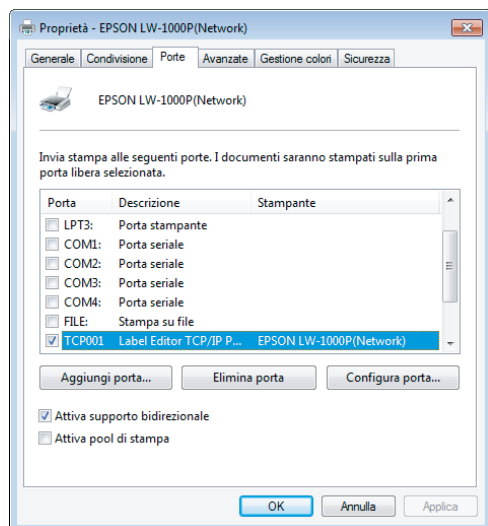 Proprietà - EPSON LW-1000P(Network)
Generale Condivisione Porte Avanzate Gestione colori Sicurezza
EPSON LW-1000P(Network)
Invia stampa alle seguenti porte. I documenti saranno stampati sulla prima
porta libera selezionata.
Porta Descrizione Stampante
LPT3: Porta stampante
COM1: Porta seriale
COM2: Porta seriale
COM3: Porta seriale
COM4: Porta seriale
FILE: Stampa su file
TCP001 Label Editor TCP/IP P... EPSON LW-1000P(Network)
Aggiungi porta... Elimina porta Configura porta...
Attiva supporto bidirezionale
Attiva pool di stampa
OK Annulla Applica